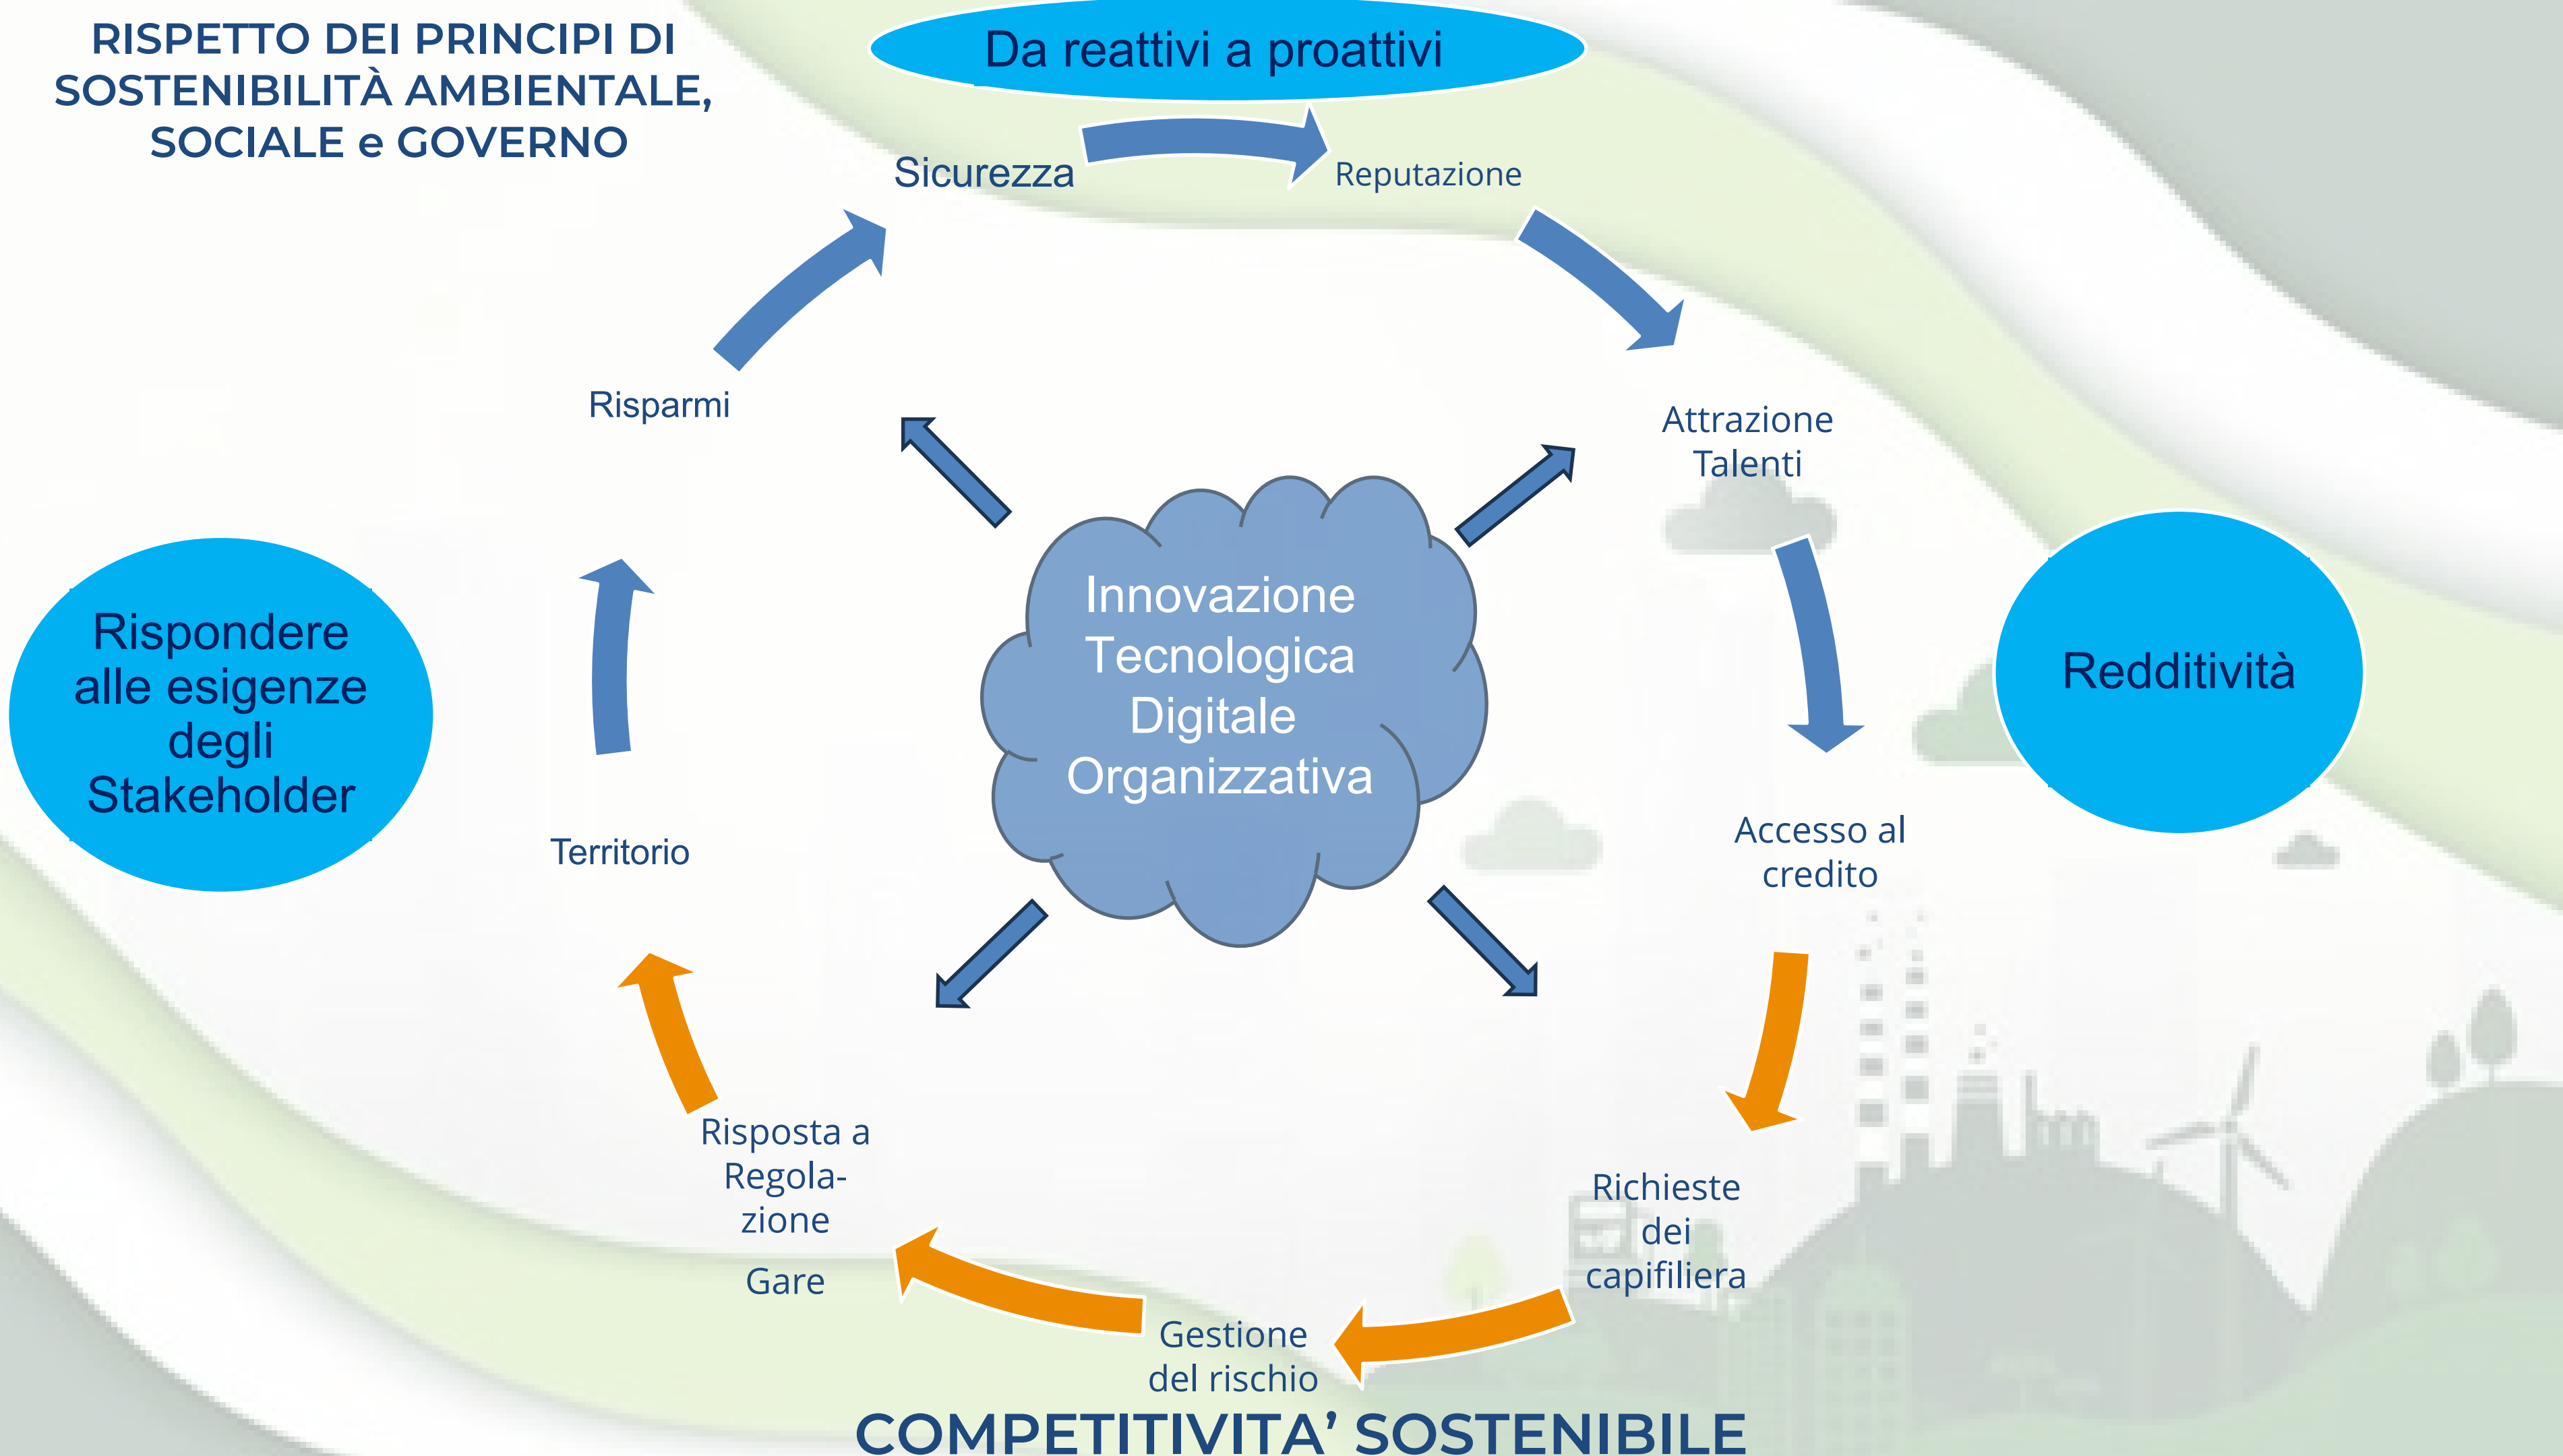 RISPETTO DEI PRINCIPI DI
SOSTENIBILITÀ AMBIENTALE,
SOCIALE e GOVERNO
Da reattivi a proattivi
Sicurezza
Reputazione
Risparmi
Attrazione
Talenti
Innovazione
Tecnologica
Digitale
Organizzativa
Rispondere
alle esigenze
degli
Stakeholder
Redditività
Territorio
Accesso al
credito
Risposta a
Regola-
zione
Gare
Richieste
dei
capifiliera
Gestione
del rischio
COMPETITIVITA’ SOSTENIBILE